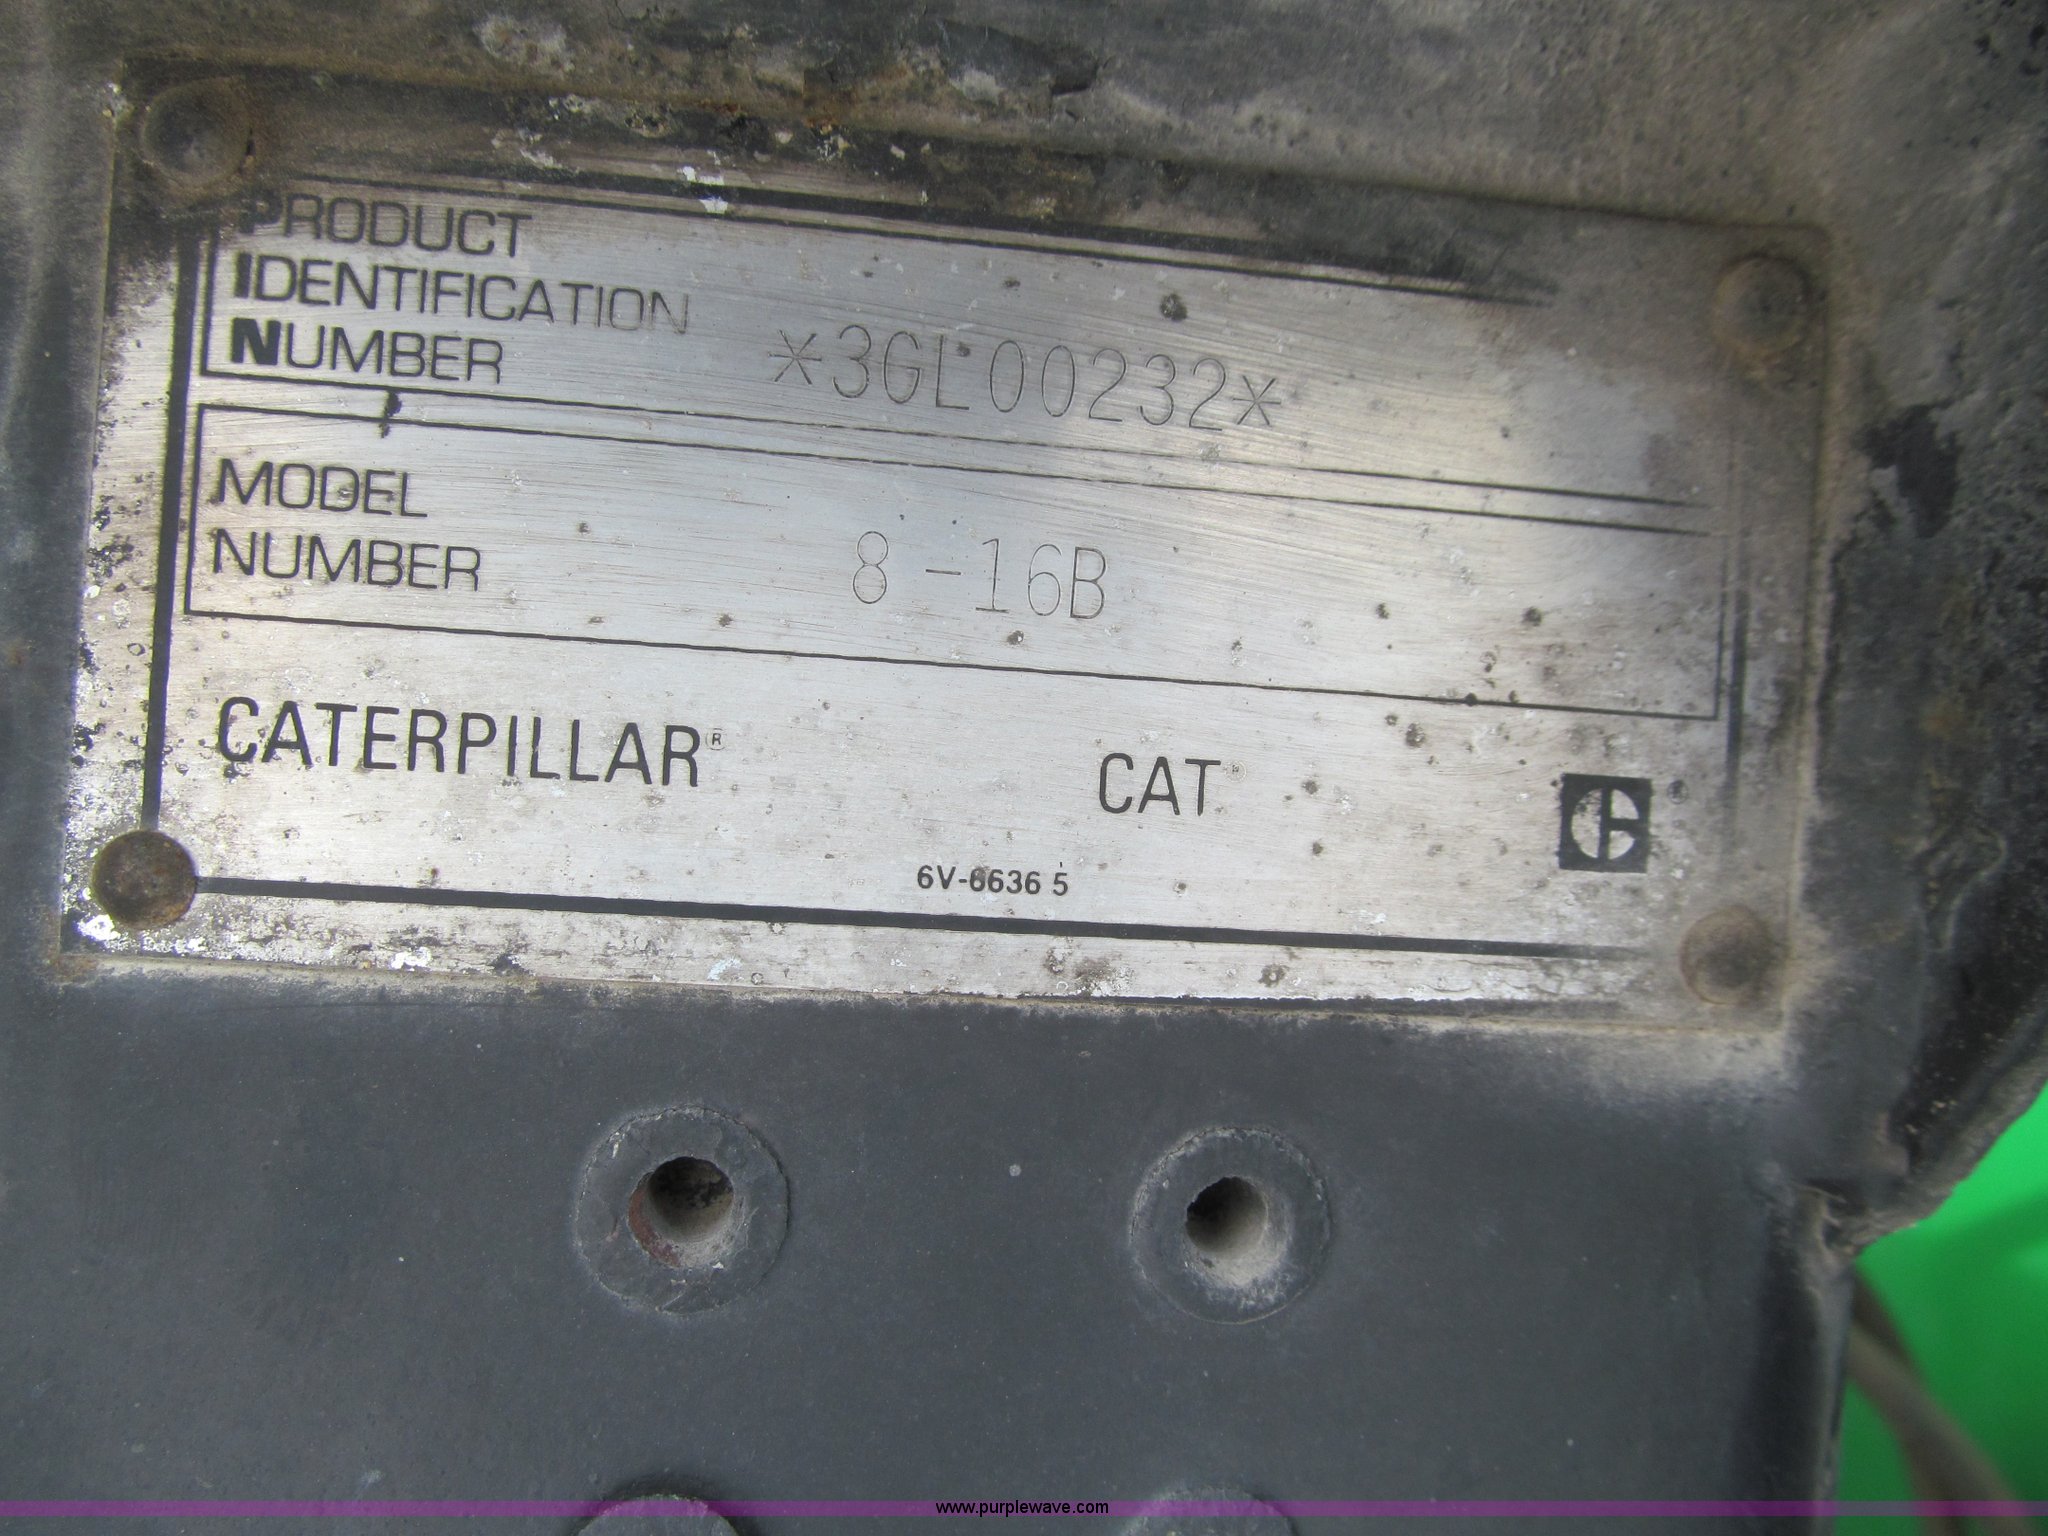 PRODUCT
IDENTIFICATION
NUMBER
*3GL00232*
MODEL
NUMBER
8-16B
CATERPILLAR®
CAT®
®
6V-6636 5
www.purplewave.com